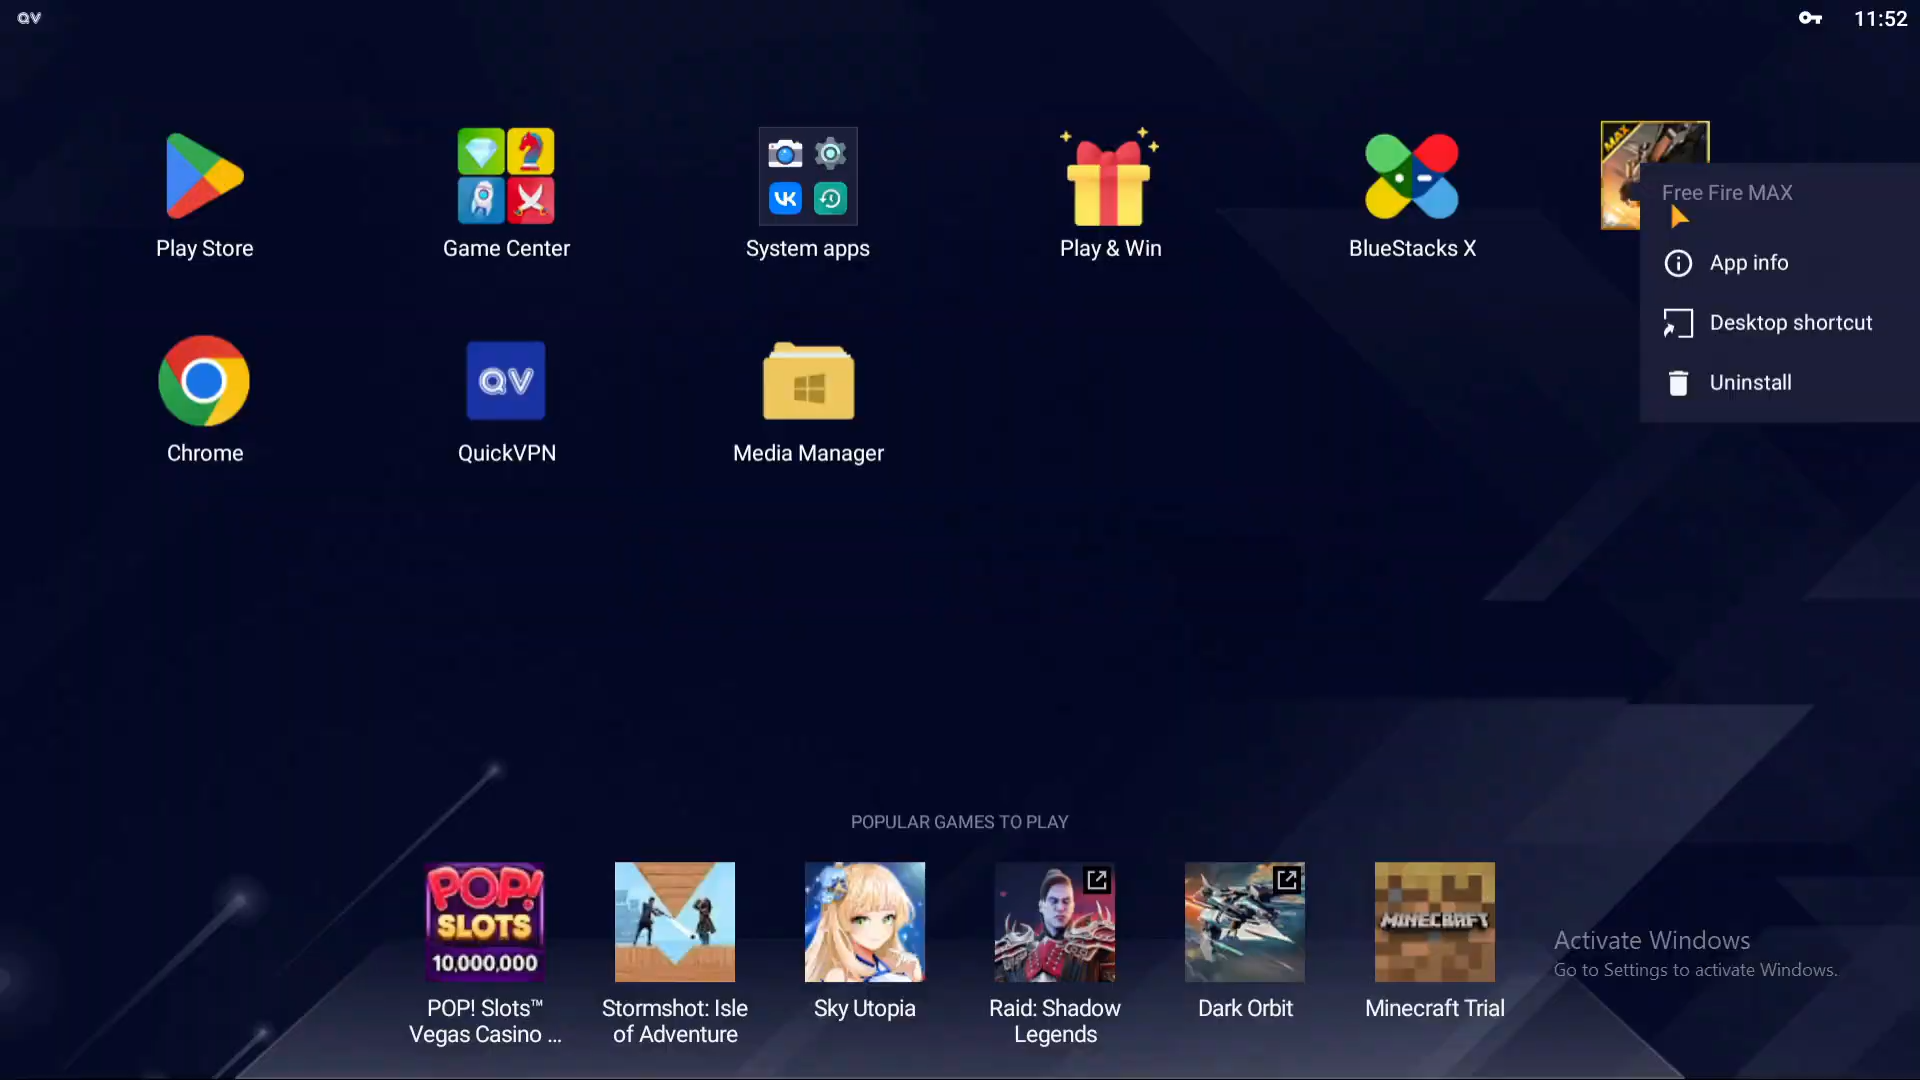 QV
11:52
MAX
Free Fire MAX
Play Store
Game Center
System apps
Play & Win
BlueStacks X
App info
Desktop shortcut
Uninstall
QV
Chrome
QuickVPN
Media Manager
POPULAR GAMES TO PLAY
POP!
SLOTS
10,000,000
MINECRAFT
POP! Slots™
Vegas Casino ...
Stormshot: Isle
of Adventure
Sky Utopia
Raid: Shadow
Legends
Dark Orbit
Minecraft Trial
Activate Windows
Go to Settings to activate Windows.